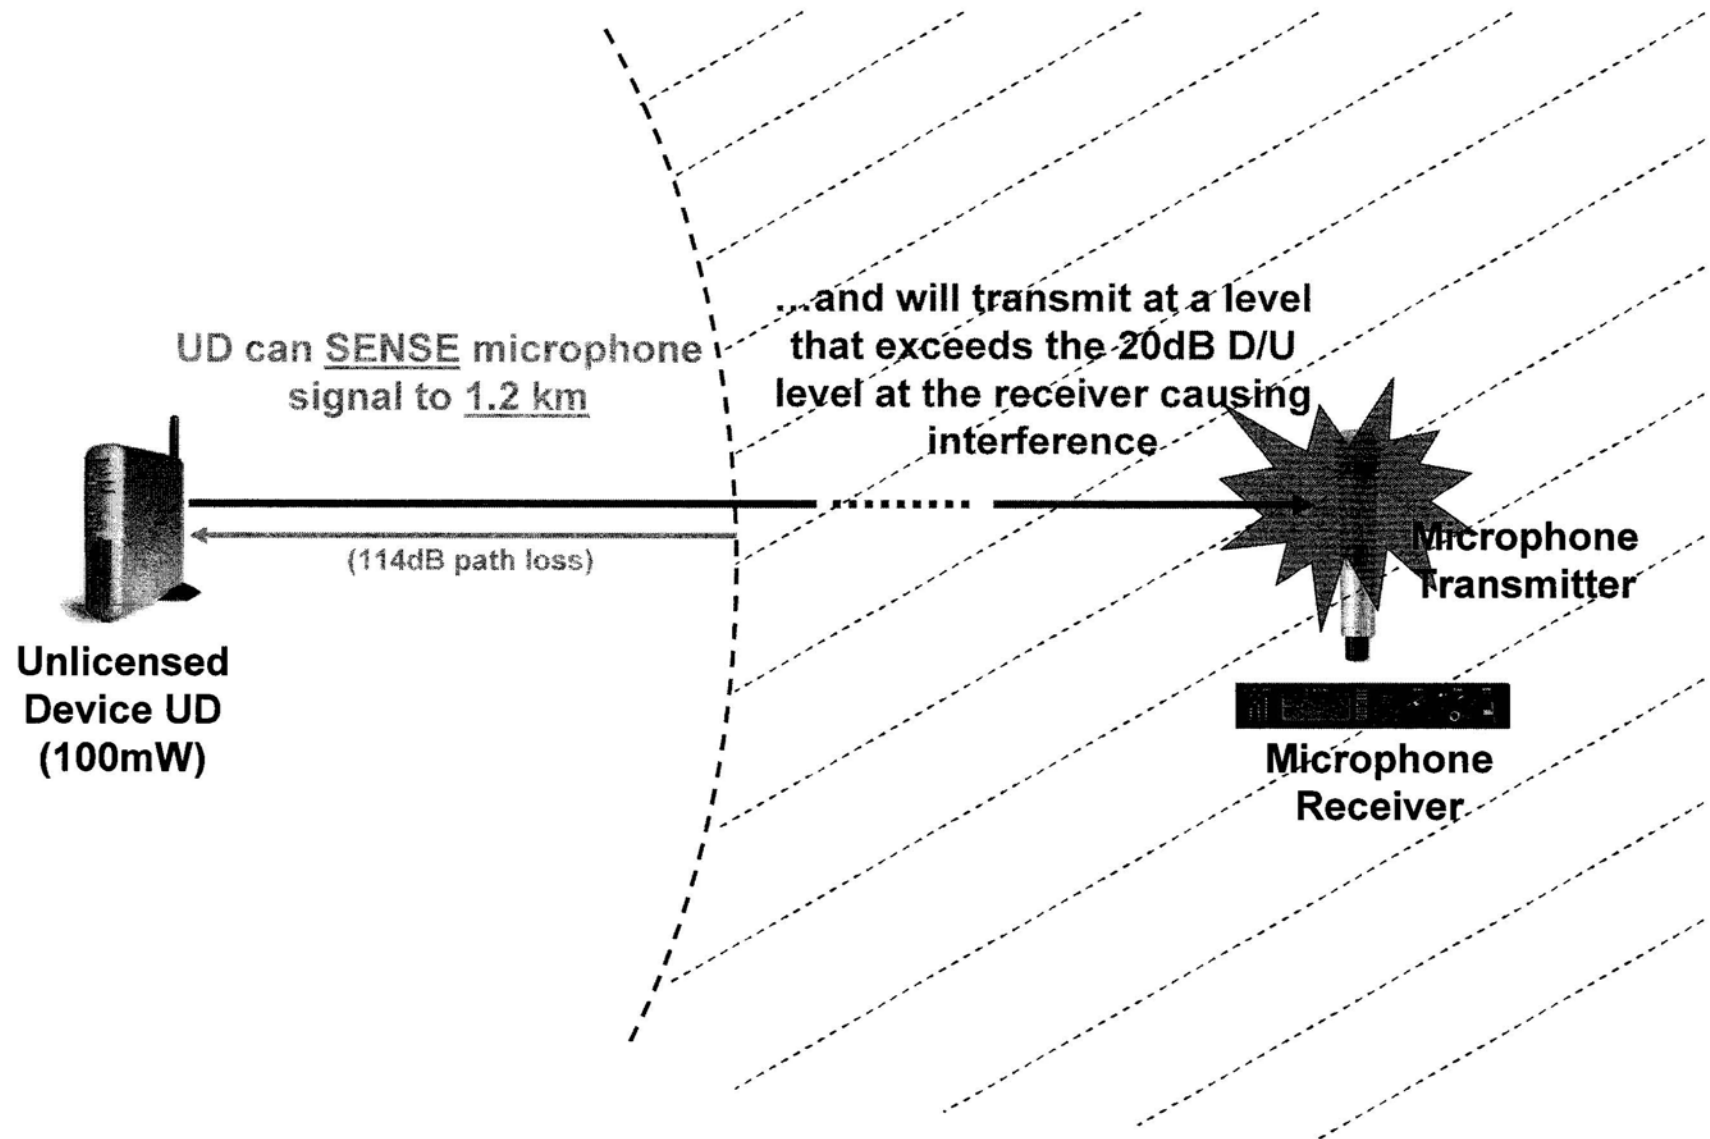 UD can SENSE microphone
signal to 1.2 km
...and will transmit at a level
that exceeds the 20dB D/U
level at the receiver causing
interference
(114dB path loss)
Unlicensed
Device UD
(100mW)
Microphone
Transmitter
Microphone
Receiver